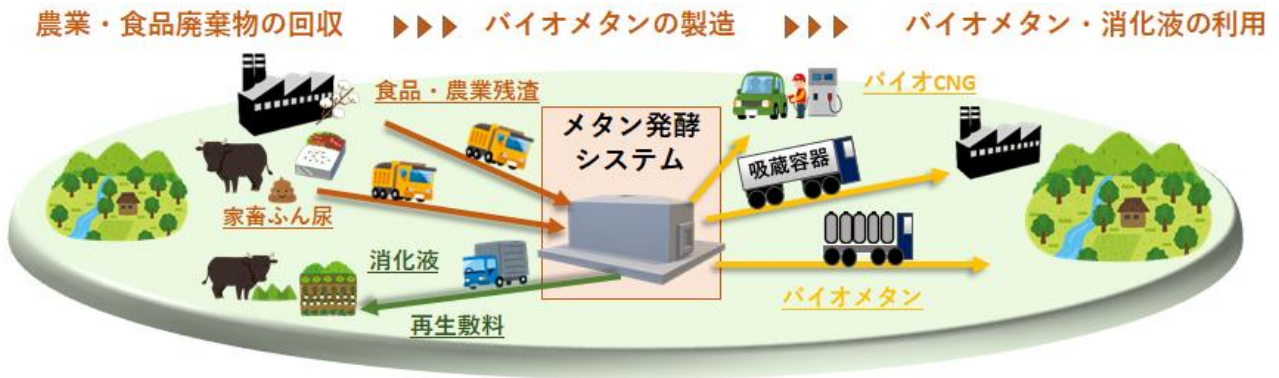 農業・食品廃棄物の回収
バイオメタンの製造
バイオメタン・消化液の利用
食品・農業残渣
家畜ふん尿
メタン発酵
システム
バイオCNG
吸蔵容器
消化液
再生敷料
バイオメタン